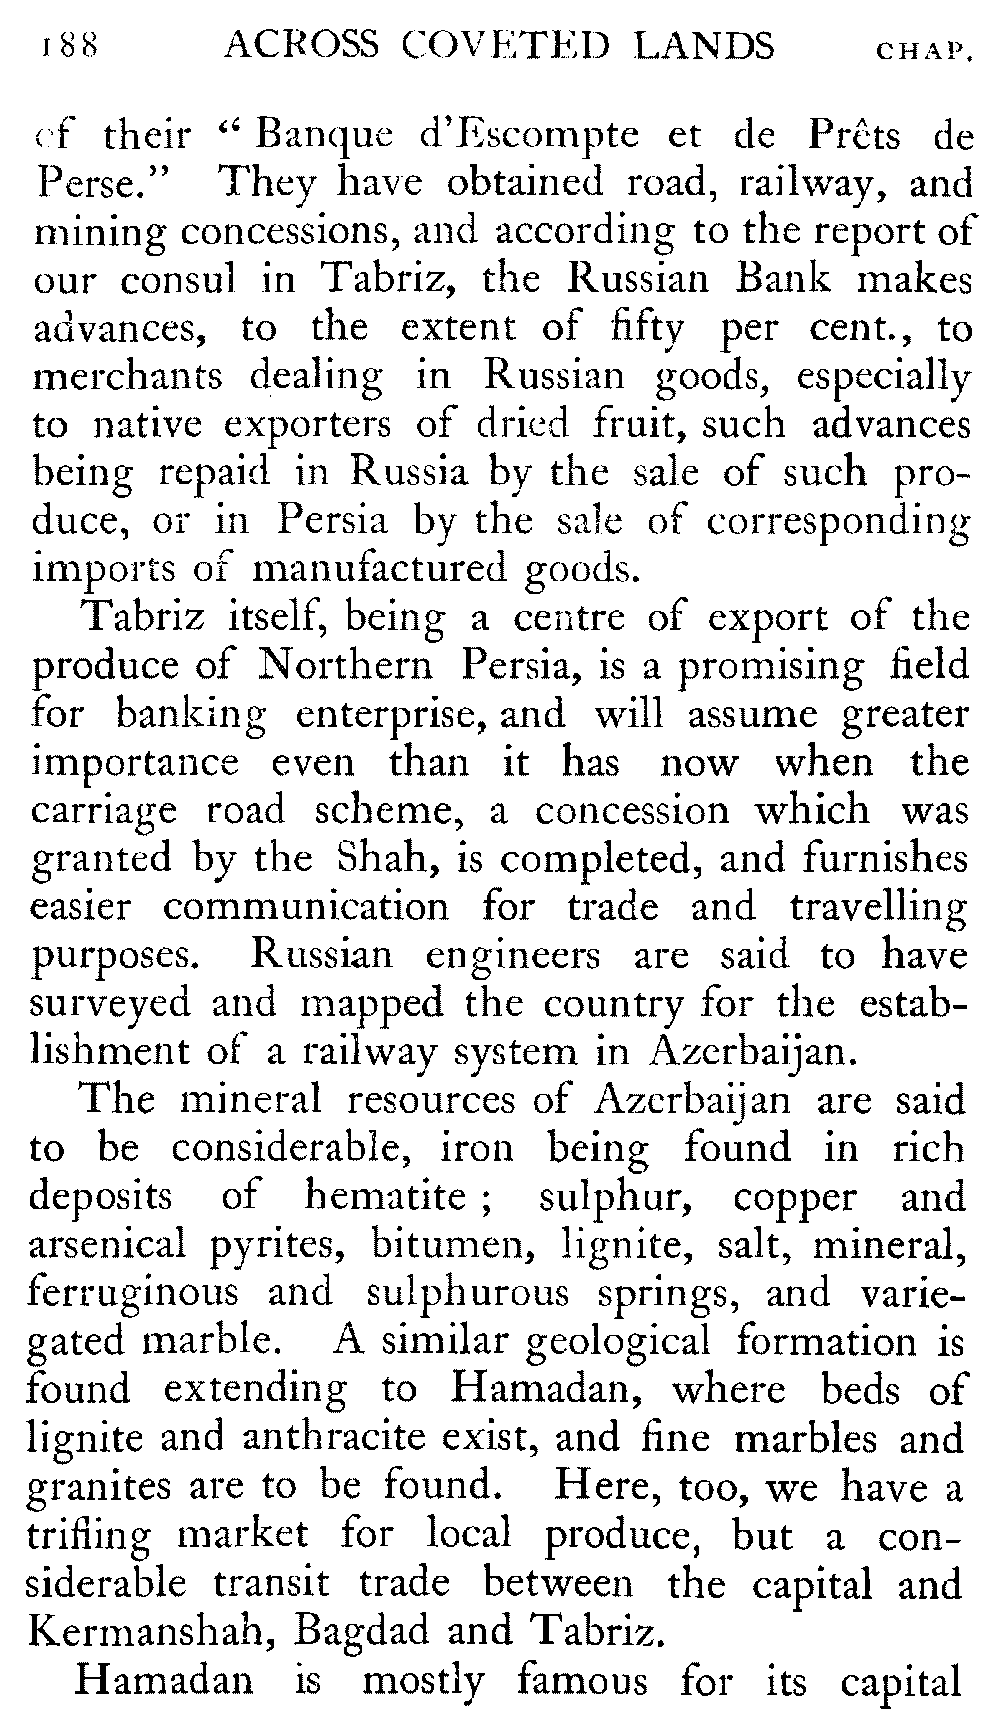 188 ACROSS COVETED LANDS CHAP.
of their “ Banque d’Escompte et de Prêts de
Perse.” They have obtained road, railway, and
mining concessions, and according to the report of
our consul in Tabriz, the Russian Bank makes
advances, to the extent of fifty per cent., to
merchants dealing in Russian goods, especially
to native exporters of dried fruit, such advances
being repaid in Russia by the sale of such pro-
duce, or in Persia by the sale of corresponding
imports of manufactured goods.
Tabriz itself, being a centre of export of the
produce of Northern Persia, is a promising field
for banking enterprise, and will assume greater
importance even than it has now when the
carriage road scheme, a concession which was
granted by the Shah, is completed, and furnishes
easier communication for trade and travelling
purposes. Russian engineers are said to have
surveyed and mapped the country for the estab-
lishment of a railway system in Azerbaijan.
The mineral resources of Azerbaijan are said
to be considerable, iron being found in rich
deposits of hematite ; sulphur, copper and
arsenical pyrites, bitumen, lignite, salt, mineral,
ferruginous and sulphurous springs, and varie-
gated marble. A similar geological formation is
found extending to Hamadan, where beds of
lignite and anthracite exist, and fine marbles and
granites are to be found. Here, too, we have a
trifling market for local produce, but a con-
siderable transit trade between the capital and
Kermanshah, Bagdad and Tabriz.
Hamadan is mostly famous for its capital